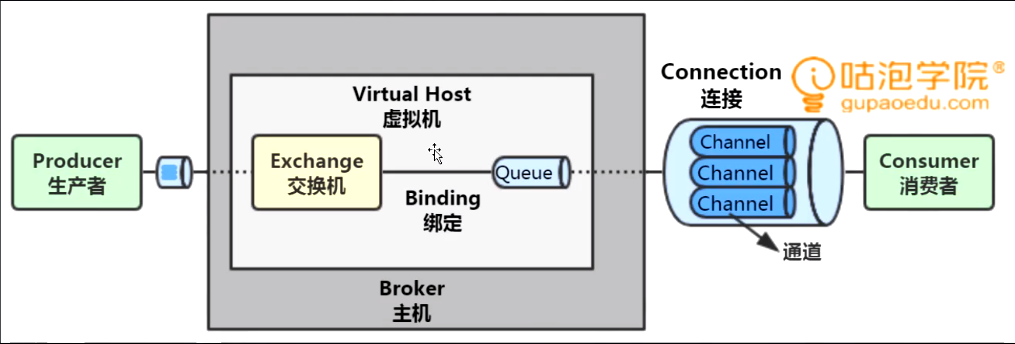 Producer
生产者
Broker
主机
Virtual Host
虚拟机
Exchange
交换机
Binding
绑定
Queue
Connection
连接
Channel
Channel
Channel
通道
Consumer
消费者
咕泡学院®
gupaoedu.com